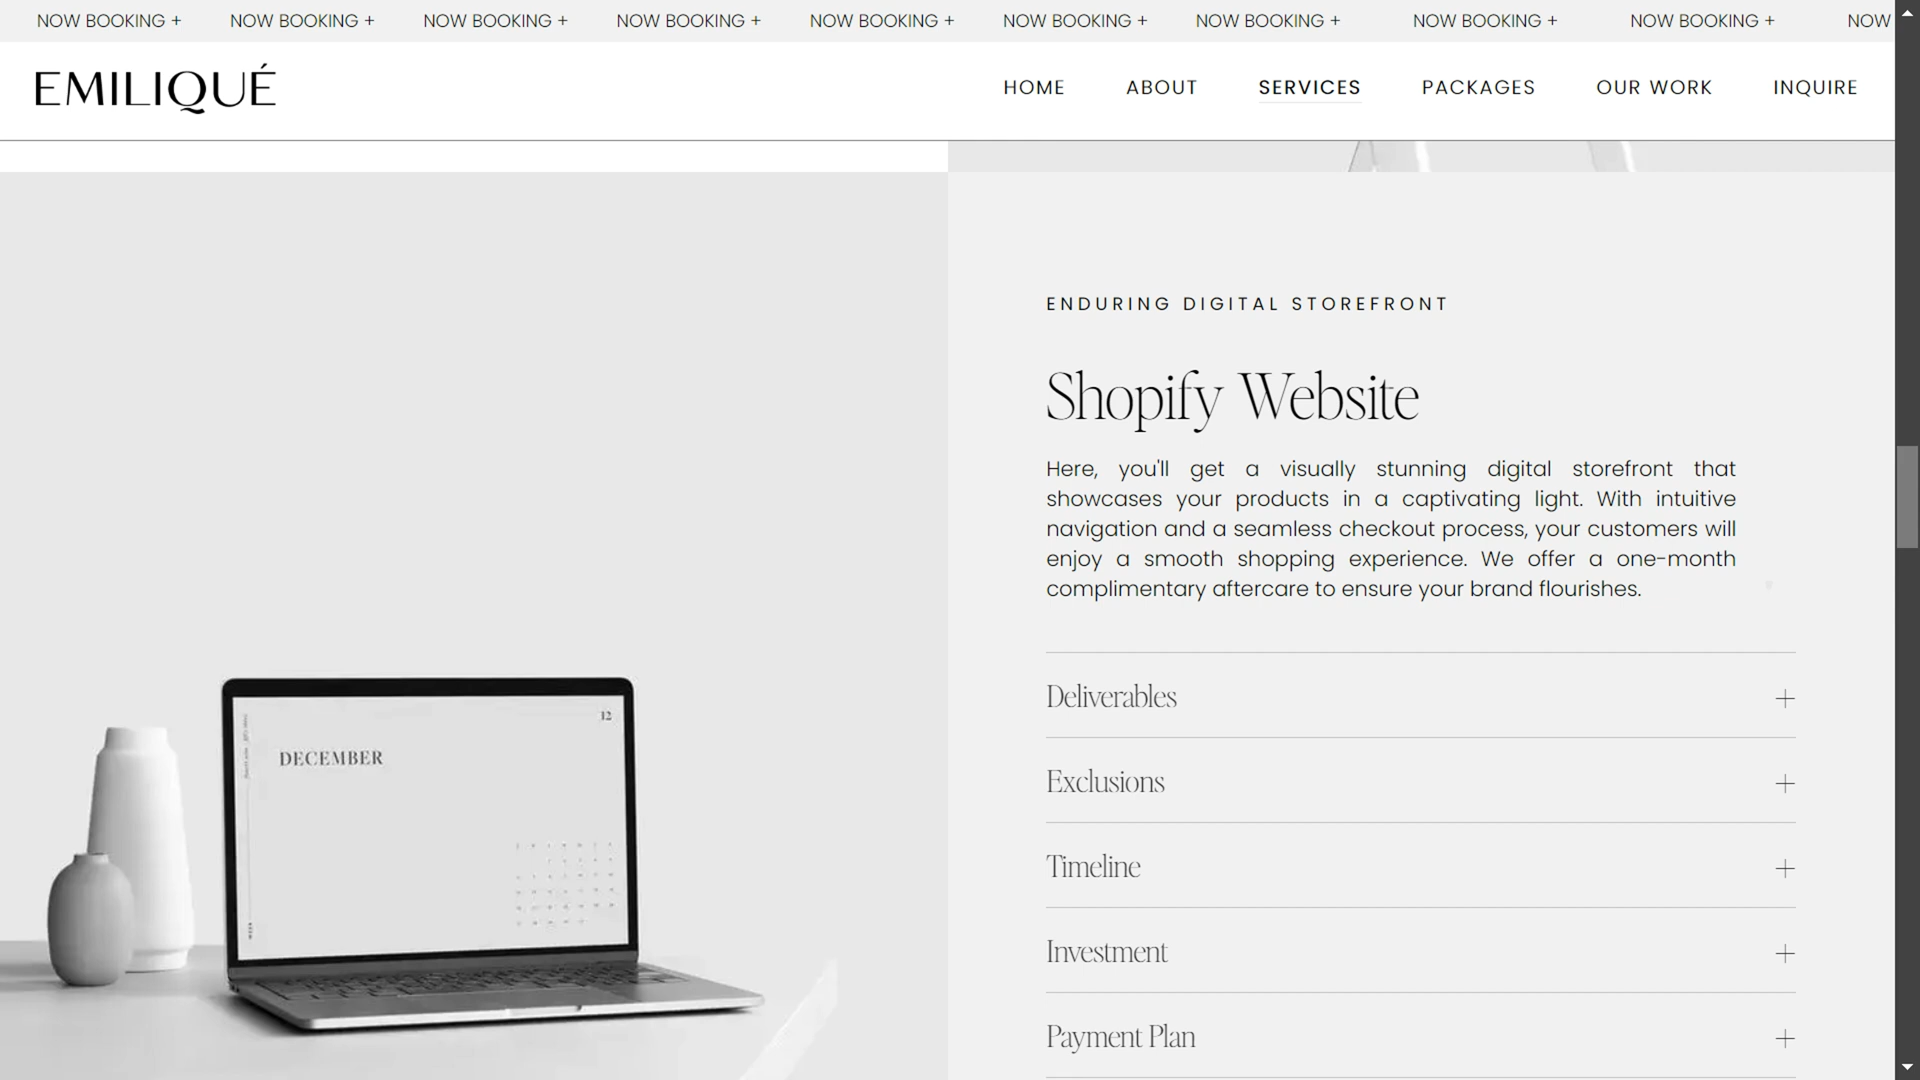 NOW BOOKING + NOW BOOKING + NOW BOOKING + NOW BOOKING + NOW BOOKING + NOW BOOKING + NOW BOOKING + NOW BOOKING + NOW BOOKING + NOW
EMILIQUÉ
HOME ABOUT SERVICES PACKAGES OUR WORK INQUIRE
ENDURING DIGITAL STOREFRONT
Shopify Website
Here, you'll get a visually stunning digital storefront that
showcases your products in a captivating light. With intuitive
navigation and a seamless checkout process, your customers will
enjoy a smooth shopping experience. We offer a one-month
complimentary aftercare to ensure your brand flourishes.
Deliverables +
Exclusions +
Timeline +
Investment +
Payment Plan +
12
DECEMBER